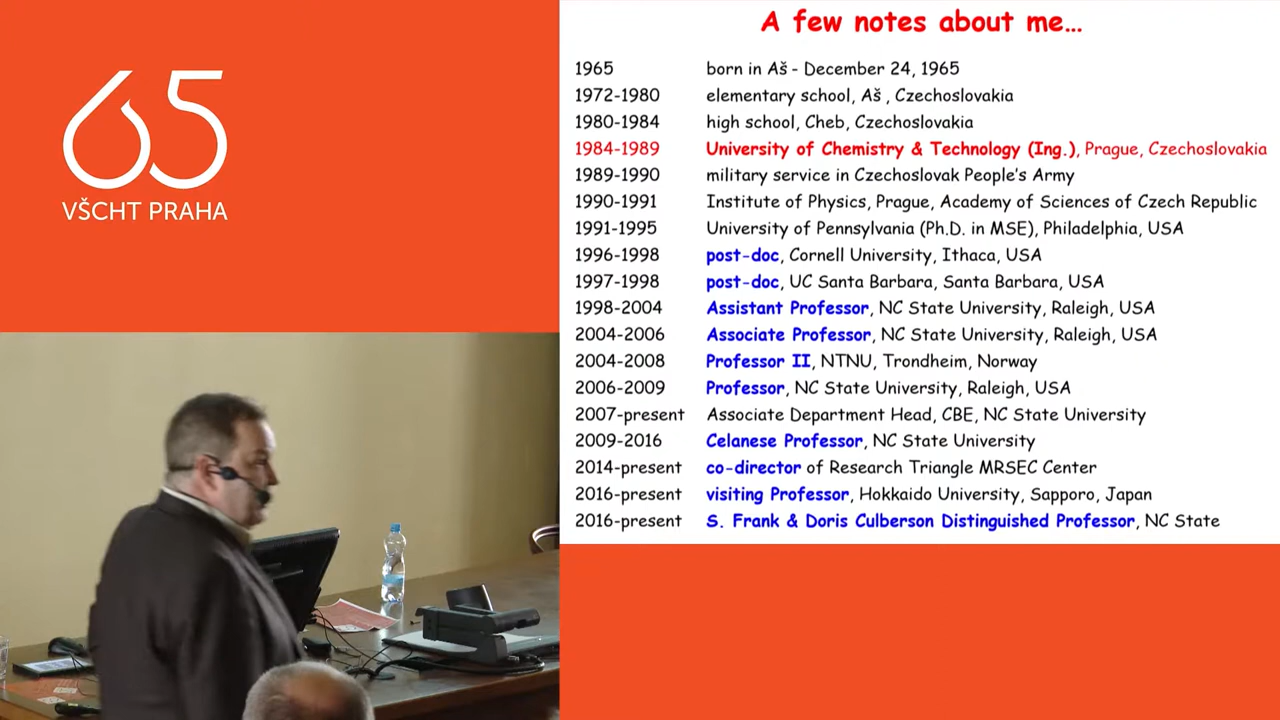 65
VŠCHT PRAHA
A few notes about me...
1965 born in Aš - December 24, 1965
1972-1980 elementary school, Aš , Czechoslovakia
1980-1984 high school, Cheb, Czechoslovakia
1984-1989 University of Chemistry & Technology (Ing.), Prague, Czechoslovakia
1989-1990 military service in Czechoslovak People's Army
1990-1991 Institute of Physics, Prague, Academy of Sciences of Czech Republic
1991-1995 University of Pennsylvania (Ph.D. in MSE), Philadelphia, USA
1996-1998 post-doc, Cornell University, Ithaca, USA
1997-1998 post-doc, UC Santa Barbara, Santa Barbara, USA
1998-2004 Assistant Professor, NC State University, Raleigh, USA
2004-2006 Associate Professor, NC State University, Raleigh, USA
2004-2008 Professor II, NTNU, Trondheim, Norway
2006-2009 Professor, NC State University, Raleigh, USA
2007-present Associate Department Head, CBE, NC State University
2009-2016 Celanese Professor, NC State University
2014-present co-director of Research Triangle MRSEC Center
2016-present visiting Professor, Hokkaido University, Sapporo, Japan
2016-present S. Frank & Doris Culberson Distinguished Professor, NC State